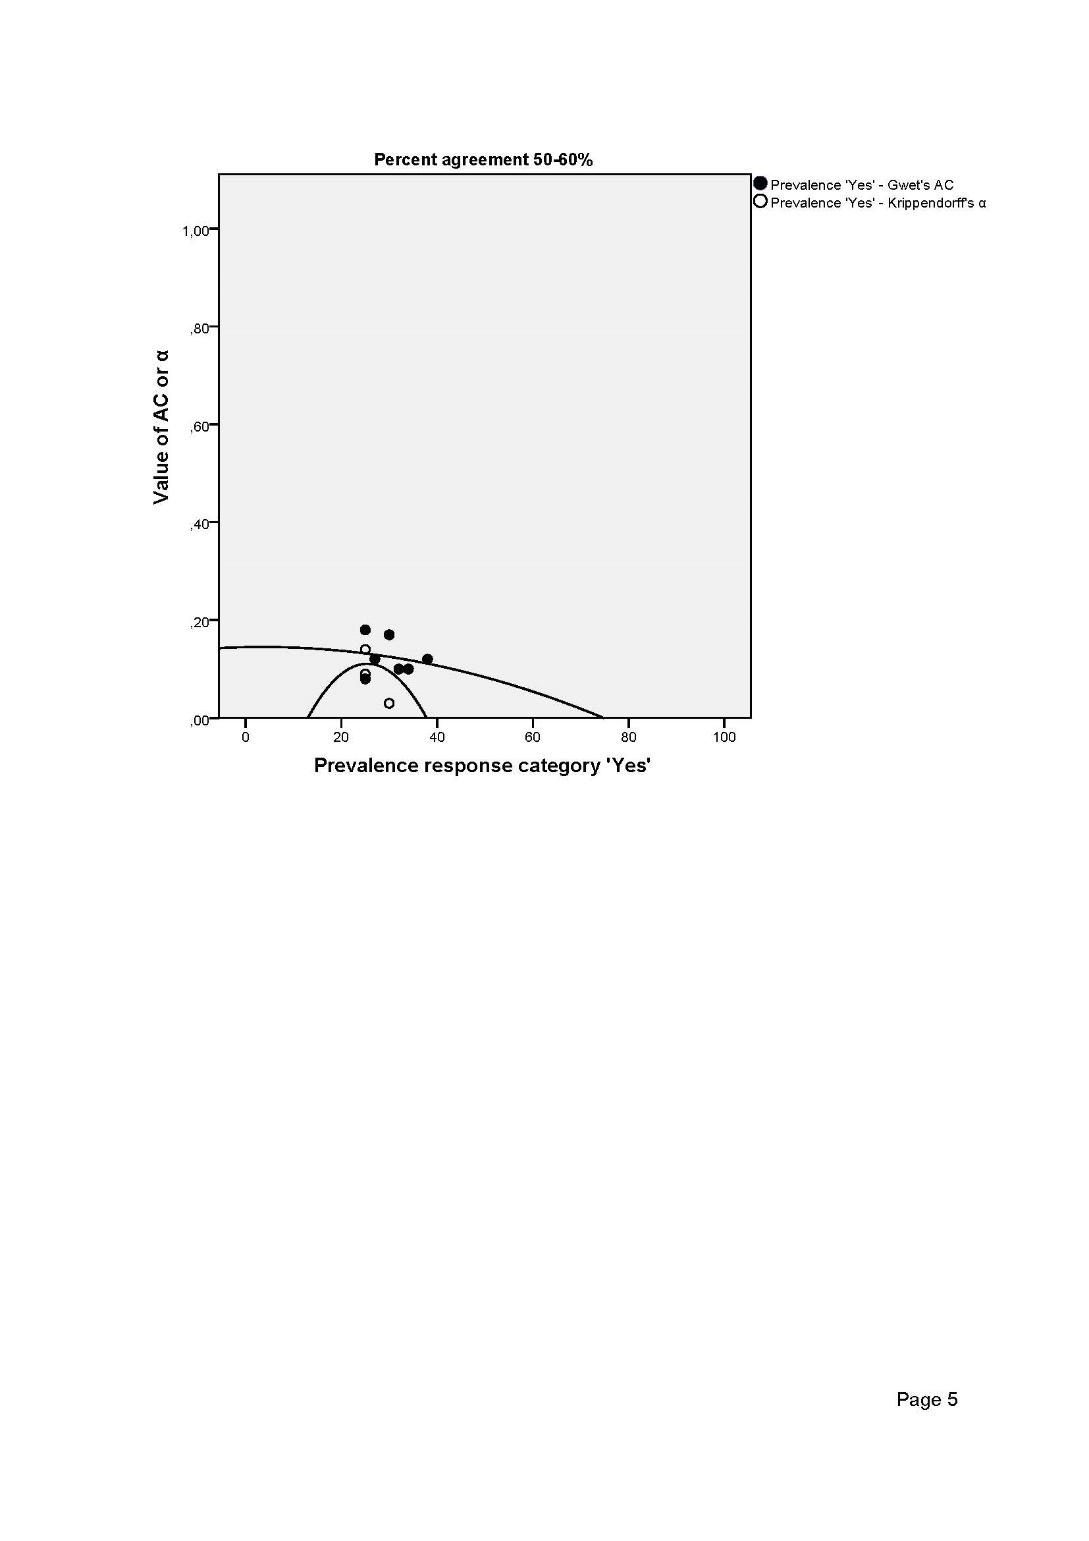 Percent agreement 50-60%
Prevalence 'Yes' - Gwet's AC
Prevalence 'Yes' - Krippendorff's α
1,00
,80
,60
,40
,20
,00
Value of AC or α
0 20 40 60 80 100
Prevalence response category 'Yes'
Page 5